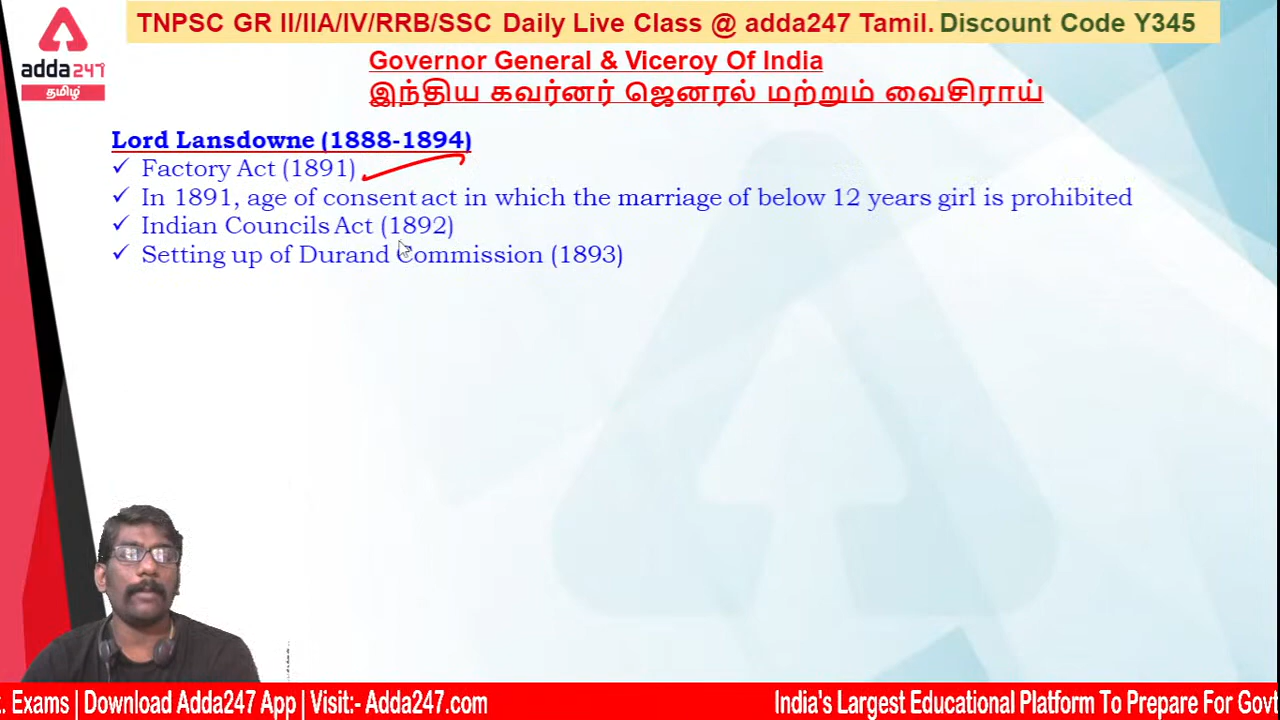 TNPSC GR II/IIA/IV/RRB/SSC Daily Live Class @ adda247 Tamil. Discount Code Y345
adda247
தமிழ்
Governor General & Viceroy Of India
இந்திய கவர்னர் ஜெனரல் மற்றும் வைசிராய்
Lord Lansdowne (1888-1894)
✓ Factory Act (1891)
✓ In 1891, age of consent act in which the marriage of below 12 years girl is prohibited
✓ Indian Councils Act (1892)
✓ Setting up of Durand Commission (1893)
t. Exams | Download Adda247 App | Visit:- Adda247.com India's Largest Educational Platform To Prepare For Govt